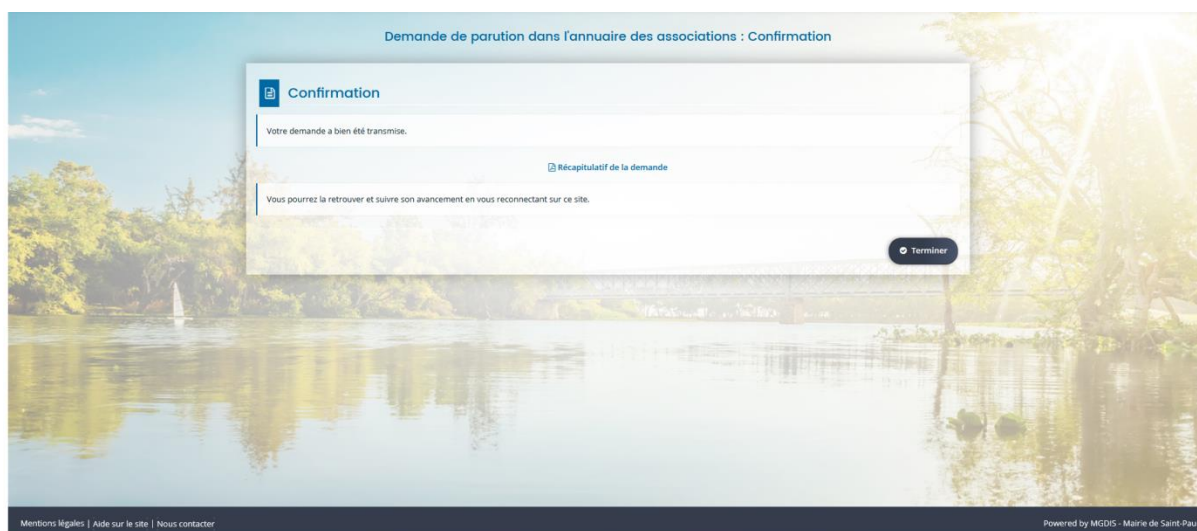 Demande de parution dans l'annuaire des associations : Confirmation
Confirmation
Votre demande a bien été transmise.
Récapitulatif de la demande
Vous pourrez la retrouver et suivre son avancement en vous reconnectant sur ce site.
Terminer
Mentions légales | Aide sur le site | Nous contacter
Powered by MGDIS - Mairie de Saint-Pau